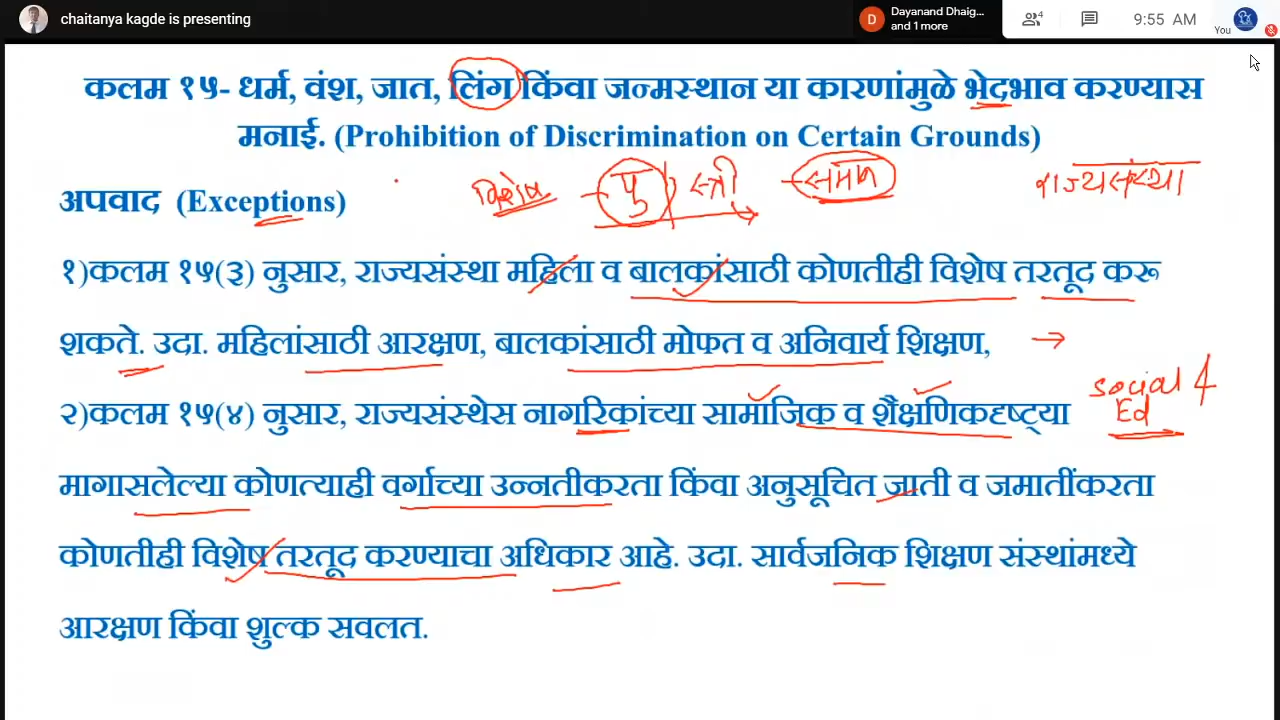 chaitanya kagde is presenting
D Dayanand Dhaig...
and 1 more
4
9:55 AM
You
कलम १५- धर्म, वंश, जात, लिंग किंवा जन्मस्थान या कारणांमुळे भेदभाव करण्यास
मनाई. (Prohibition of Discrimination on Certain Grounds)
विशेष - पु स्त्री - समान राज्यसंस्था
अपवाद (Exceptions)
१)कलम १५(३) नुसार, राज्यसंस्था महिला व बालकांसाठी कोणतीही विशेष तरतूद करू
शकते. उदा. महिलांसाठी आरक्षण, बालकांसाठी मोफत व अनिवार्य शिक्षण, →
social &
Ed
२)कलम १५(४) नुसार, राज्यसंस्थेस नागरिकांच्या सामाजिक व शैक्षणिकदृष्ट्या
मागासलेल्या कोणत्याही वर्गाच्या उन्नतीकरता किंवा अनुसूचित जाती व जमातींकरता
कोणतीही विशेष तरतूद करण्याचा अधिकार आहे. उदा. सार्वजनिक शिक्षण संस्थांमध्ये
आरक्षण किंवा शुल्क सवलत.